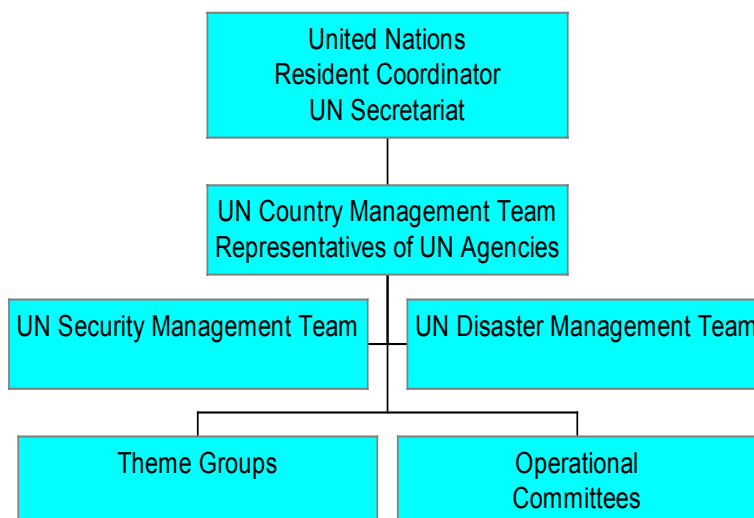 United Nations
Resident Coordinator
UN Secretariat
UN Country Management Team
Representatives of UN Agencies
UN Security Management Team
UN Disaster Management Team
Theme Groups
Operational
Committees